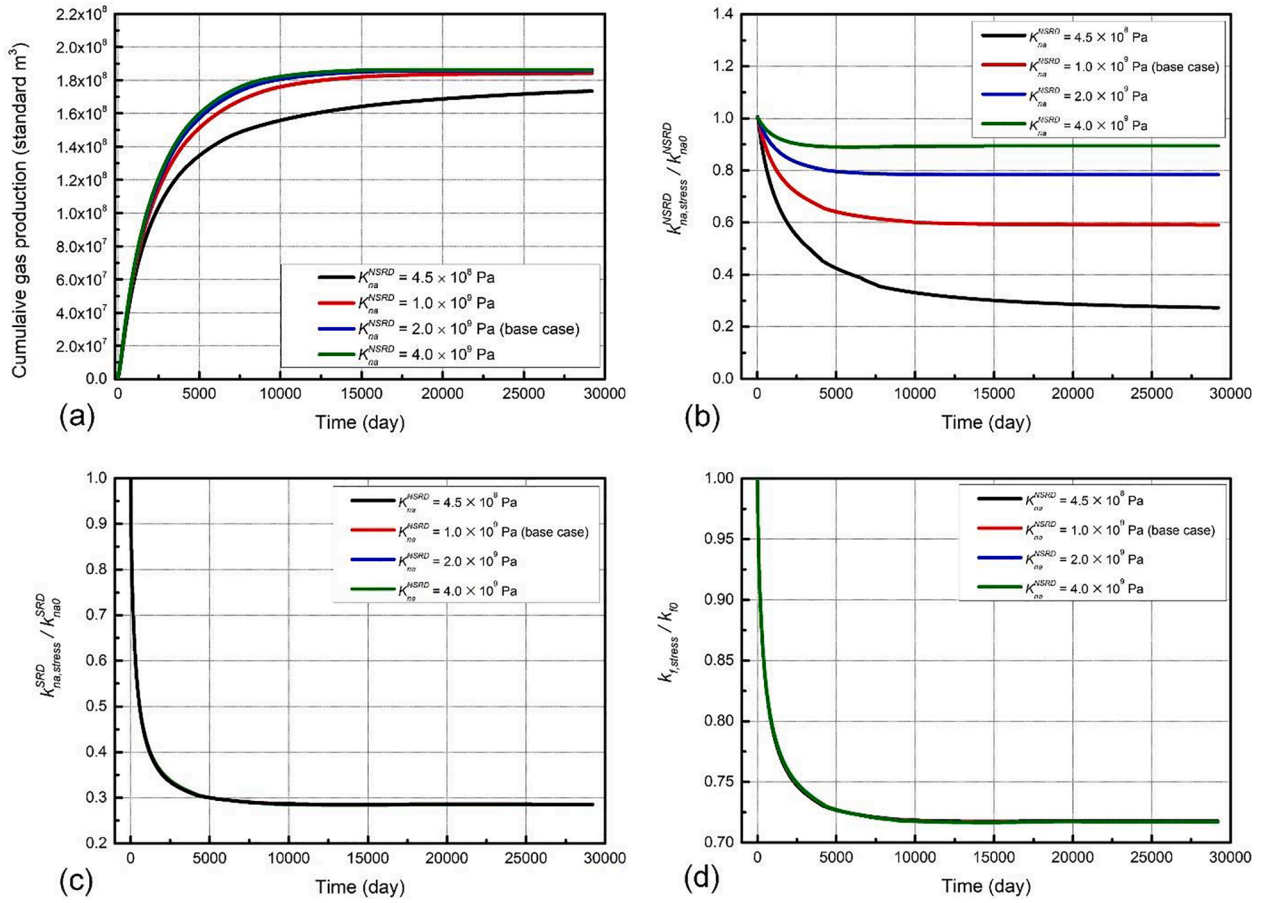 2.2x10⁸
2.0x10⁸
1.8x10⁸
1.6x10⁸
1.4x10⁸
1.2x10⁸
1.0x10⁸
8.0x10⁷
6.0x10⁷
4.0x10⁷
2.0x10⁷
0.0
0 5000 10000 15000 20000 25000 30000
Cumulaive gas production (standard m³)
Time (day)
K_na^NSRD = 4.5 × 10⁸ Pa
K_na^NSRD = 1.0 × 10⁹ Pa
K_na^NSRD = 2.0 × 10⁹ Pa (base case)
K_na^NSRD = 4.0 × 10⁹ Pa
(a)
1.4
1.2
1.0
0.8
0.6
0.4
0.2
0.0
0 5000 10000 15000 20000 25000 30000
k_na,stress^NSRD / k_na0^NSRD
Time (day)
K_na^NSRD = 4.5 × 10⁸ Pa
K_na^NSRD = 1.0 × 10⁹ Pa (base case)
K_na^NSRD = 2.0 × 10⁹ Pa
K_na^NSRD = 4.0 × 10⁹ Pa
(b)
1.0
0.9
0.8
0.7
0.6
0.5
0.4
0.3
0.2
0 5000 10000 15000 20000 25000 30000
k_na,stress^SRD / k_na0^SRD
Time (day)
K_na^NSRD = 4.5 × 10⁸ Pa
K_na^NSRD = 1.0 × 10⁹ Pa (base case)
K_na^NSRD = 2.0 × 10⁹ Pa
K_na^NSRD = 4.0 × 10⁹ Pa
(c)
1.00
0.95
0.90
0.85
0.80
0.75
0.70
0 5000 10000 15000 20000 25000 30000
k_f,stress / k_f0
Time (day)
K_na^NSRD = 4.5 × 10⁸ Pa
K_na^NSRD = 1.0 × 10⁹ Pa (base case)
K_na^NSRD = 2.0 × 10⁹ Pa
K_na^NSRD = 4.0 × 10⁹ Pa
(d)